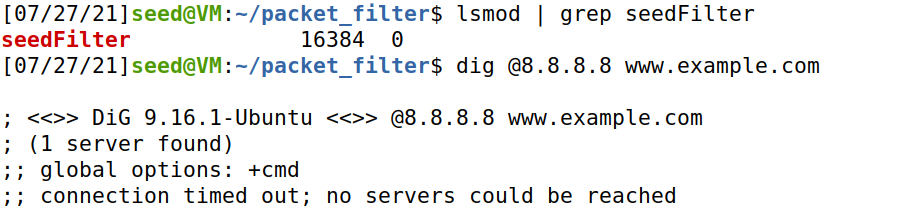 [07/27/21]seed@VM:~/packet_filter$ lsmod | grep seedFilter
seedFilter             16384  0
[07/27/21]seed@VM:~/packet_filter$ dig @8.8.8.8 www.example.com
; <<>> DiG 9.16.1-Ubuntu <<>> @8.8.8.8 www.example.com
; (1 server found)
;; global options: +cmd
;; connection timed out; no servers could be reached